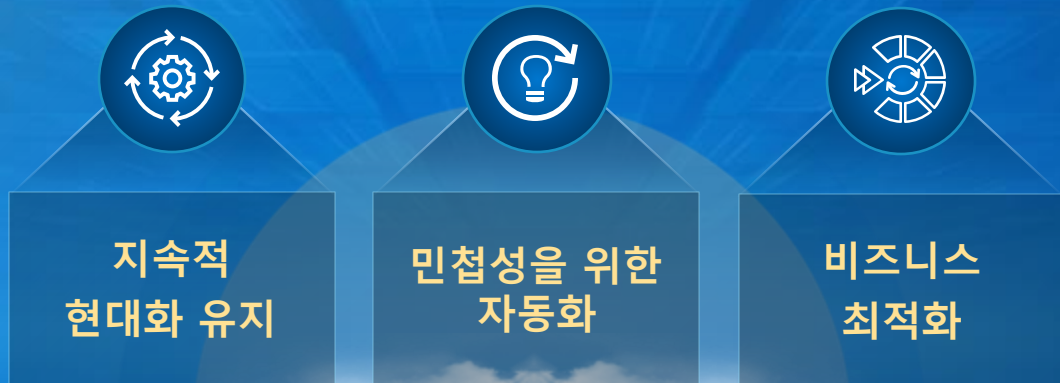 지속적
현대화 유지
민첩성을 위한
자동화
비즈니스
최적화